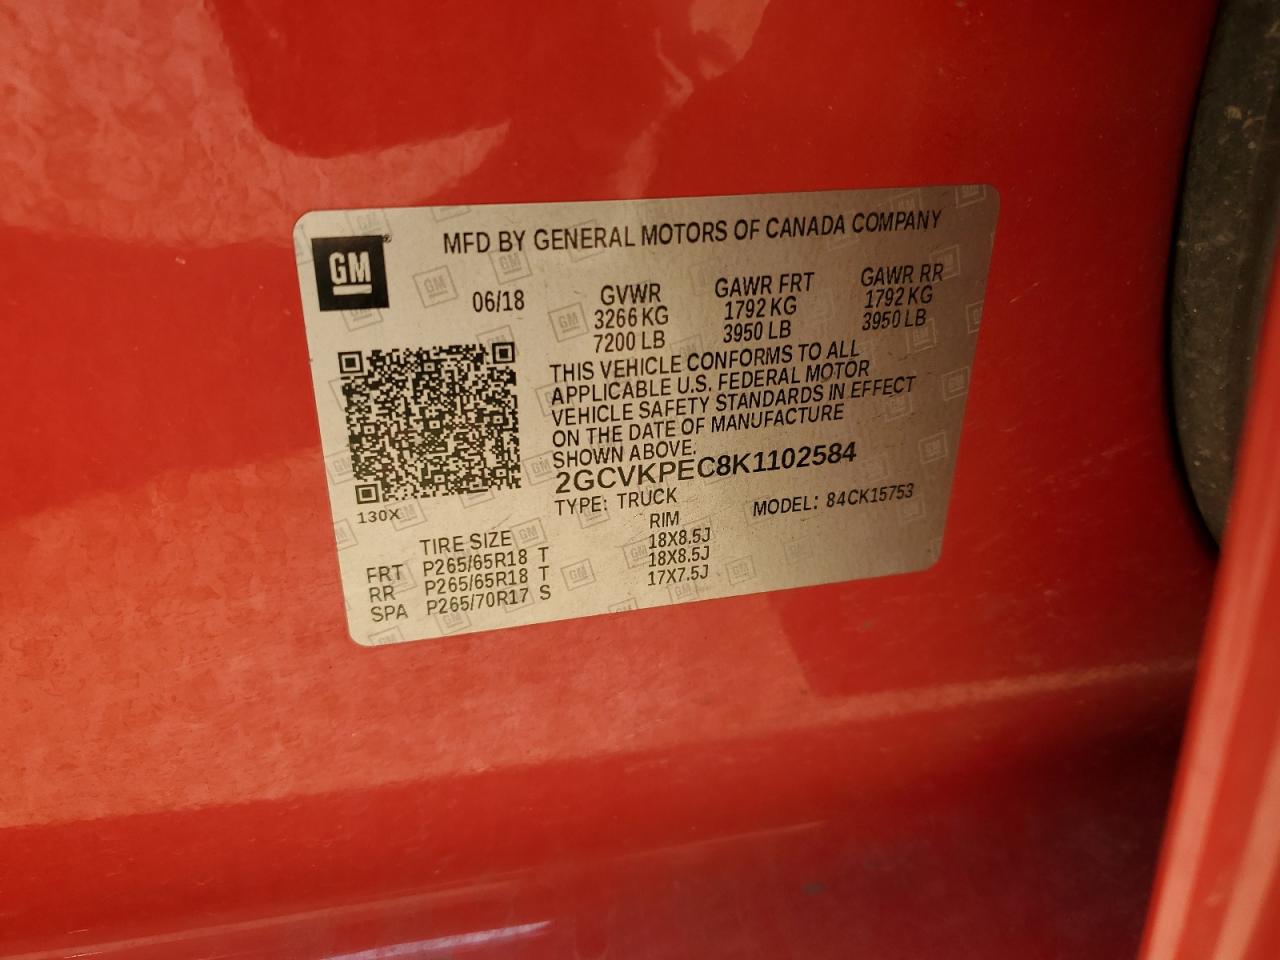 GM
MFD BY GENERAL MOTORS OF CANADA COMPANY
06/18
GVWR GAWR FRT GAWR RR
3266 KG 1792 KG 1792 KG
7200 LB 3950 LB 3950 LB
THIS VEHICLE CONFORMS TO ALL
APPLICABLE U.S. FEDERAL MOTOR
VEHICLE SAFETY STANDARDS IN EFFECT
ON THE DATE OF MANUFACTURE
SHOWN ABOVE.
2GCVKPEC8K1102584
TYPE: TRUCK MODEL: 84CK15753
130X
TIRE SIZE RIM
FRT P265/65R18 T 18X8.5J
RR P265/65R18 T 18X8.5J
SPA P265/70R17 S 17X7.5J